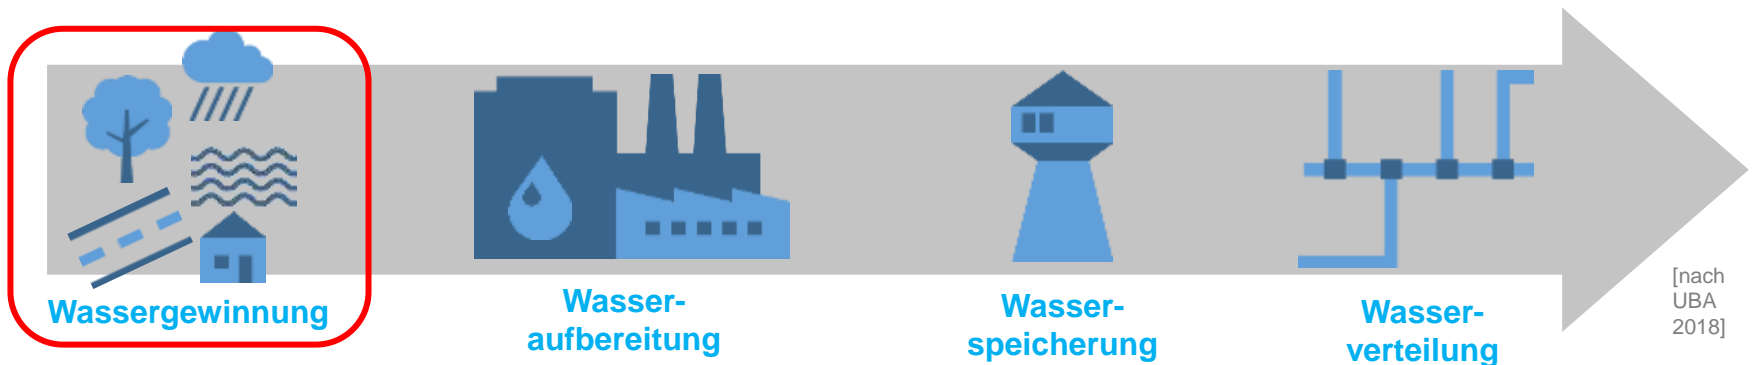 Wassergewinnung
Wasser-
aufbereitung
Wasser-
speicherung
Wasser-
verteilung
[nach
UBA
2018]